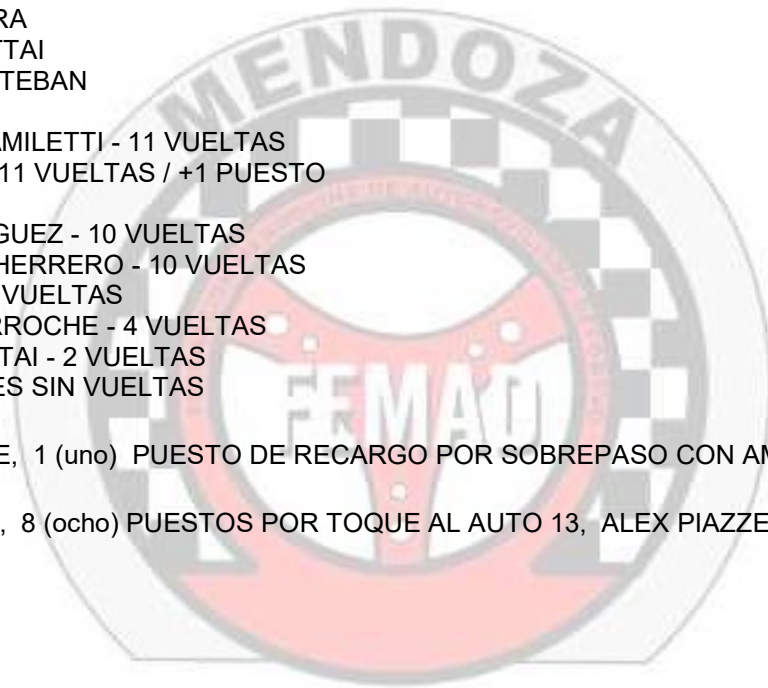 RA
TTAI
TEBAN
MENDOZA
AMILETTI - 11 VUELTAS
11 VUELTAS / +1 PUESTO
GUEZ - 10 VUELTAS
HERRERO - 10 VUELTAS
VUELTAS
RROCHE - 4 VUELTAS
TAI - 2 VUELTAS
ES SIN VUELTAS
FEMAD
E, 1 (uno) PUESTO DE RECARGO POR SOBREPASO CON AM
, 8 (ocho) PUESTOS POR TOQUE AL AUTO 13, ALEX PIAZZE